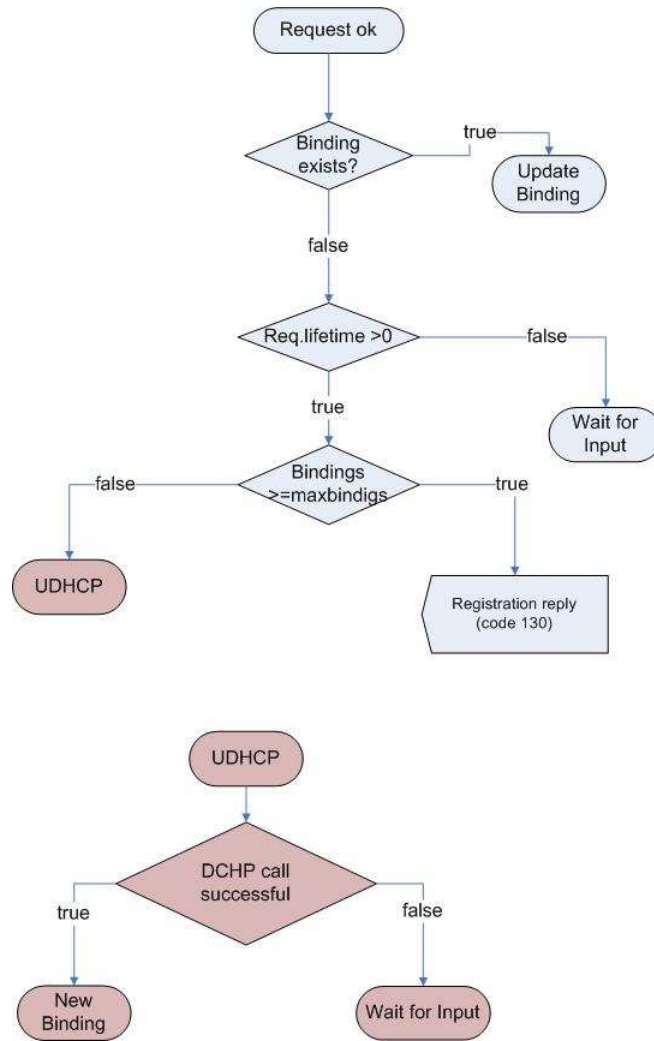 Request ok
Binding
exists?
true
Update
Binding
false
Req.lifetime >0
false
true
Wait for
Input
Bindings
>=maxbindigs
false
true
UDHCP
Registration reply
(code 130)
UDHCP
DCHP call
successful
true
false
New
Binding
Wait for Input